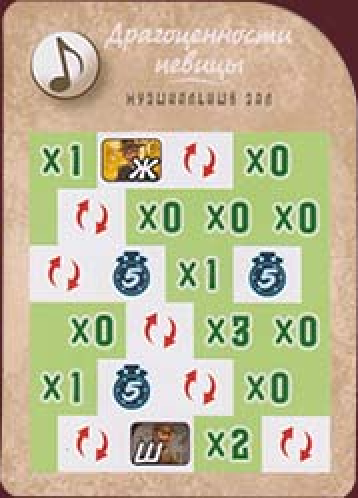 Драгоценности
певицы
МУЗЫКАЛЬНЫЙ ЗАЛ
x1 Ж x0
x0 x0 x0
5 x1 5
x0 x3 x0
x1 5 x0
Ш x2